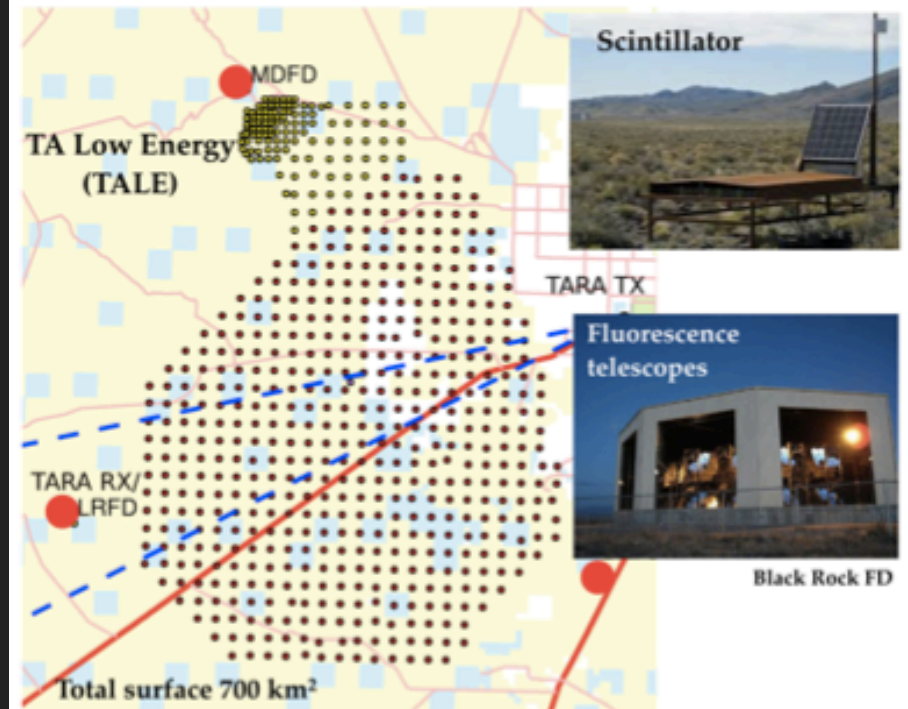 Scintillator
MDFD
TA Low Energy
(TALE)
TARA TX
Fluorescence
telescopes
TARA RX/
LRFD
Black Rock FD
Total surface 700 km²